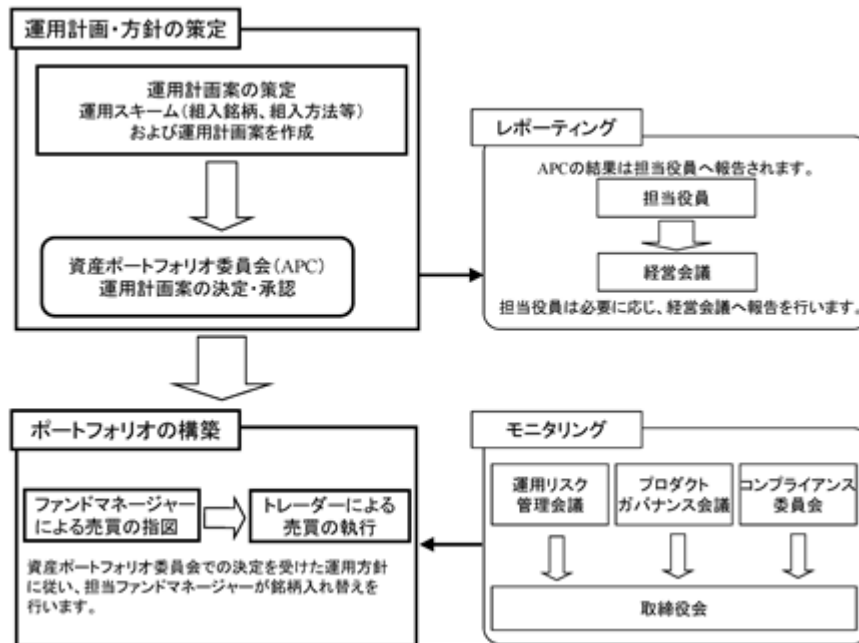 運用計画・方針の策定
運用計画案の策定
運用スキーム(組入銘柄、組入方法等)
および運用計画案を作成
資産ポートフォリオ委員会(APC)
運用計画案の決定・承認
レポーティング
APCの結果は担当役員へ報告されます。
担当役員
経営会議
担当役員は必要に応じ、経営会議へ報告を行います。
ポートフォリオの構築
ファンドマネージャー
による売買の指図
トレーダーによる
売買の執行
資産ポートフォリオ委員会での決定を受けた運用方針
に従い、担当ファンドマネージャーが銘柄入れ替えを
行います。
モニタリング
運用リスク
管理会議
プロダクト
ガバナンス会議
コンプライアンス
委員会
取締役会